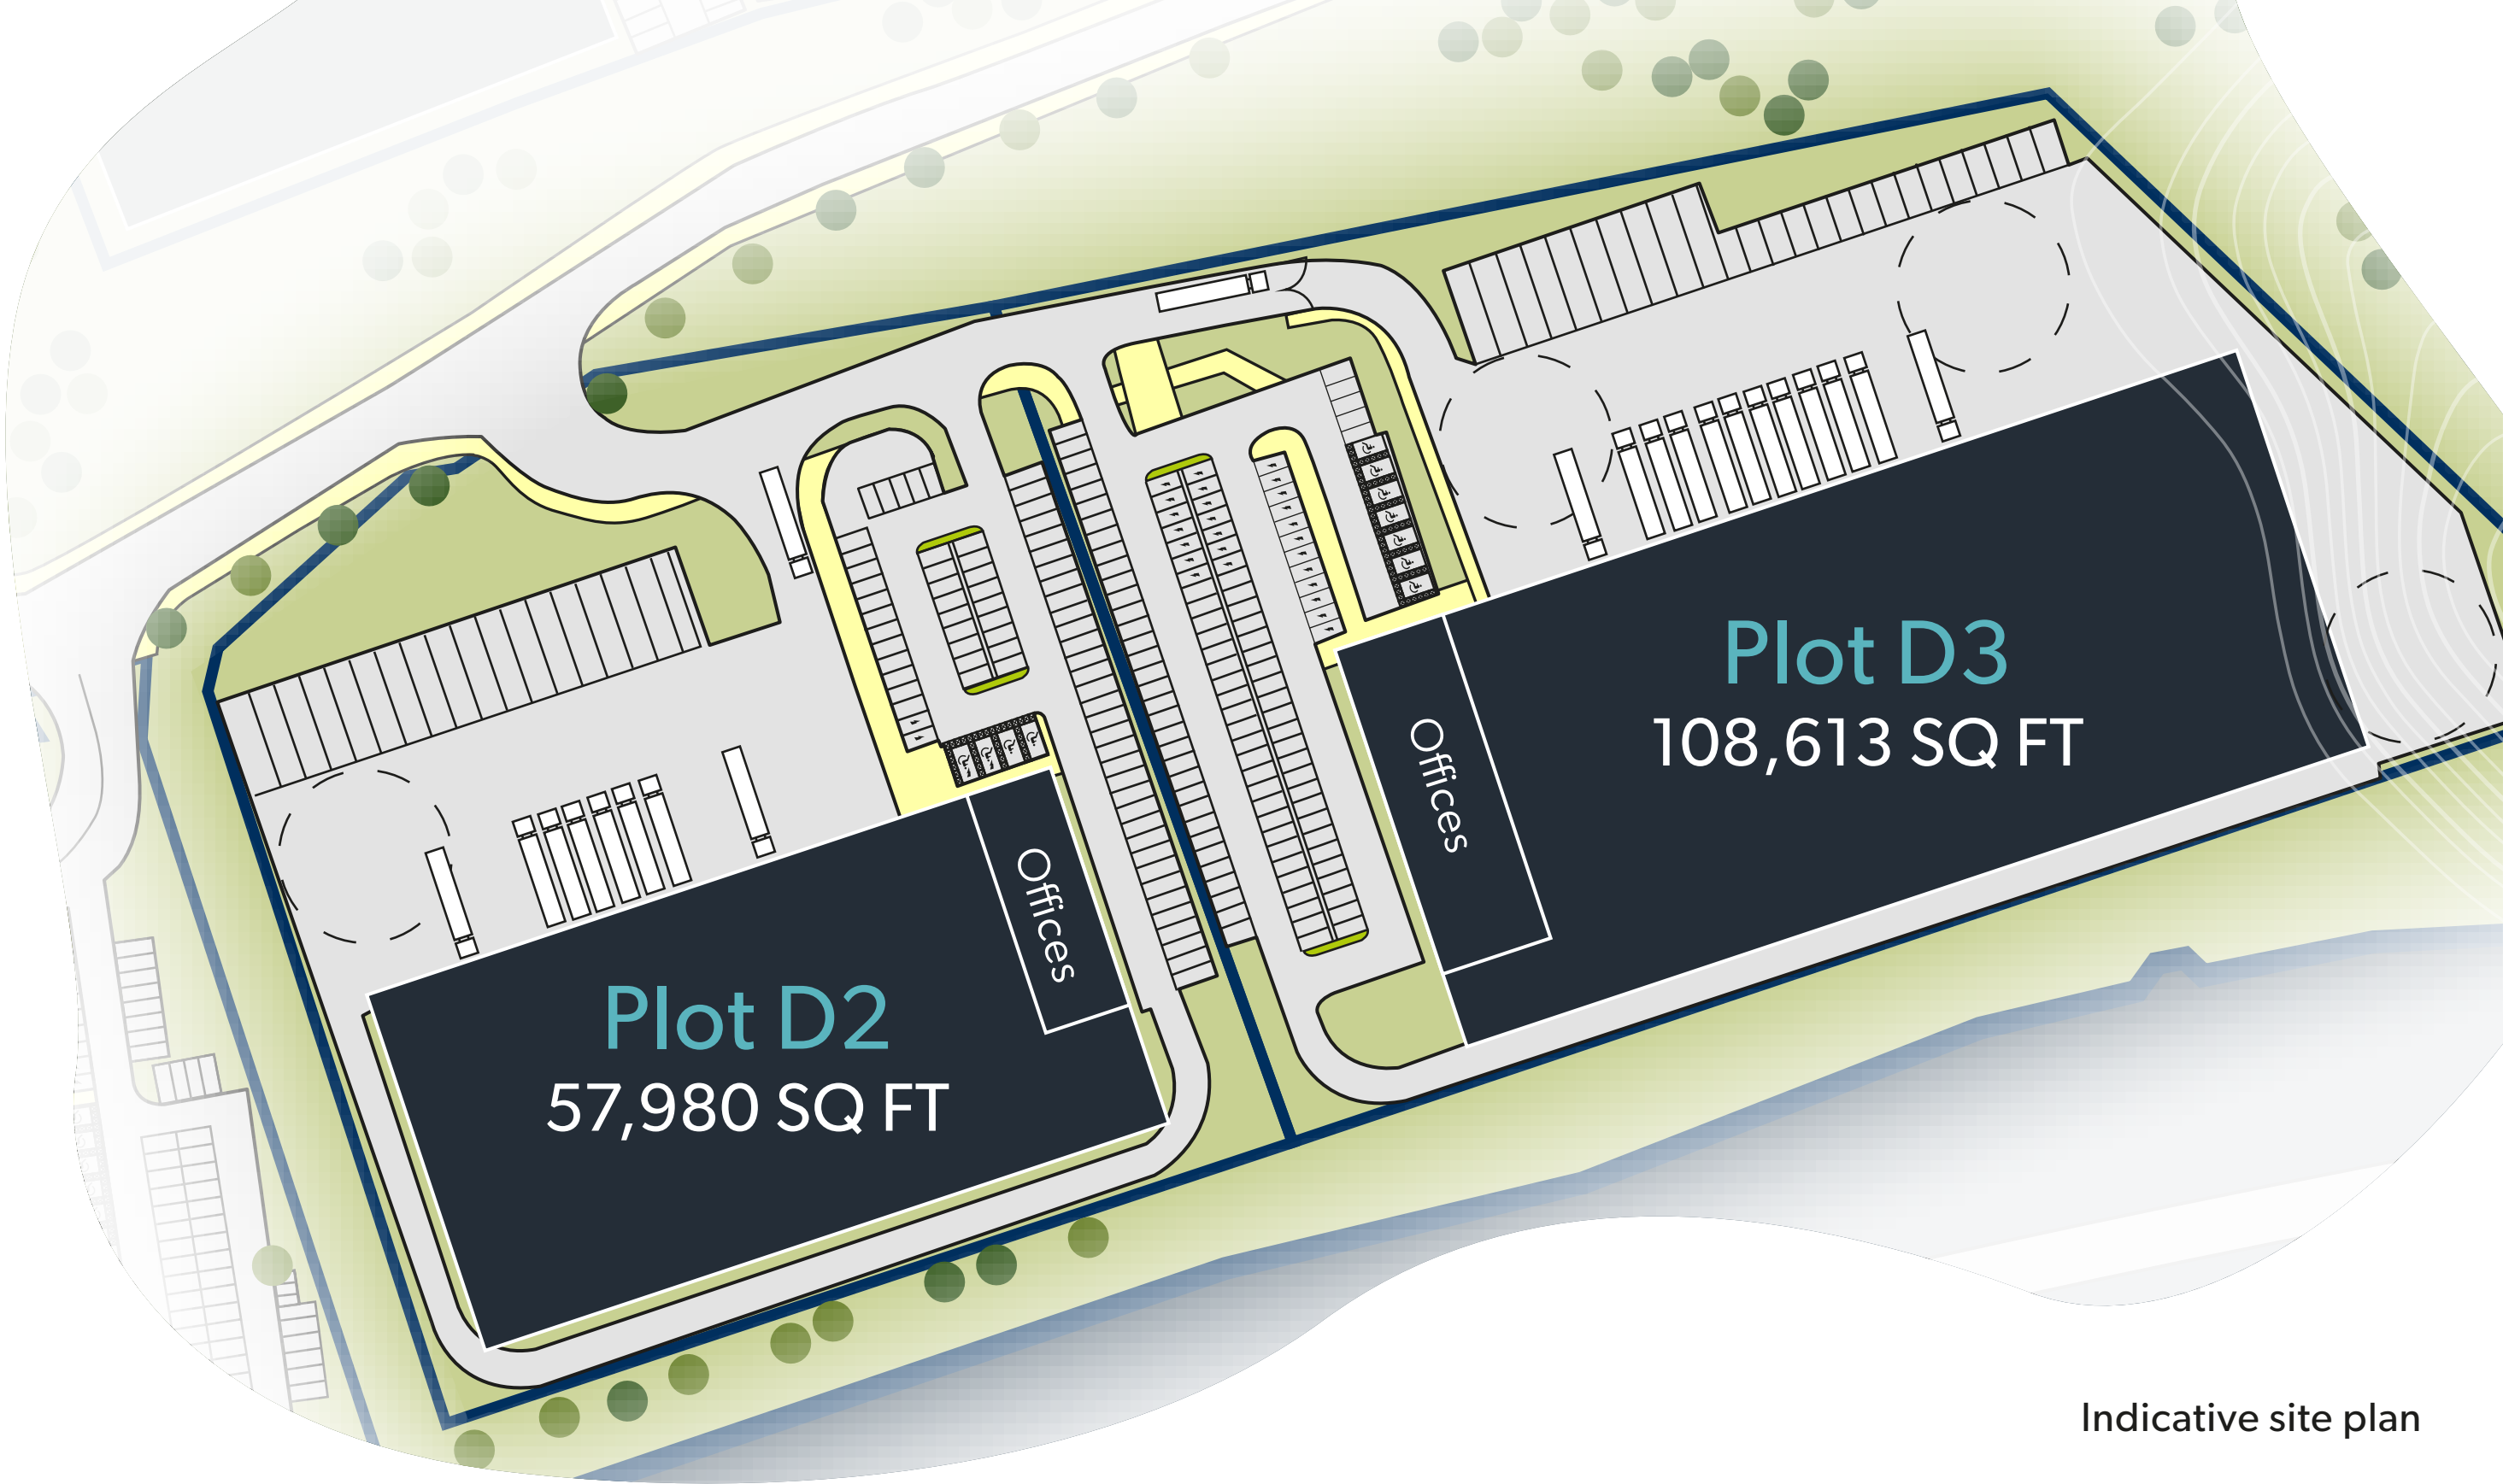 Plot D3
108,613 SQ FT
Offices
Offices
Plot D2
57,980 SQ FT
Indicative site plan